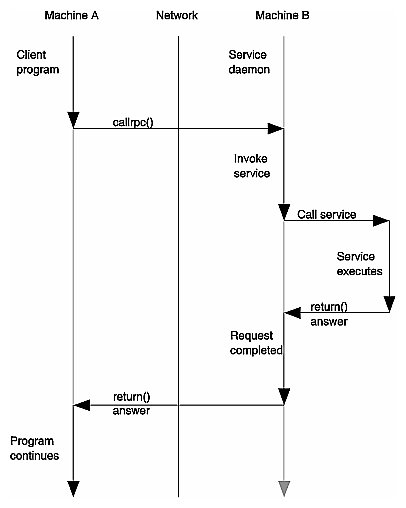 Machine A
Network
Machine B
Client
program
Service
daemon
callrpc()
Invoke
service
Call service
Service
executes
return()
answer
Request
completed
return()
answer
Program
continues